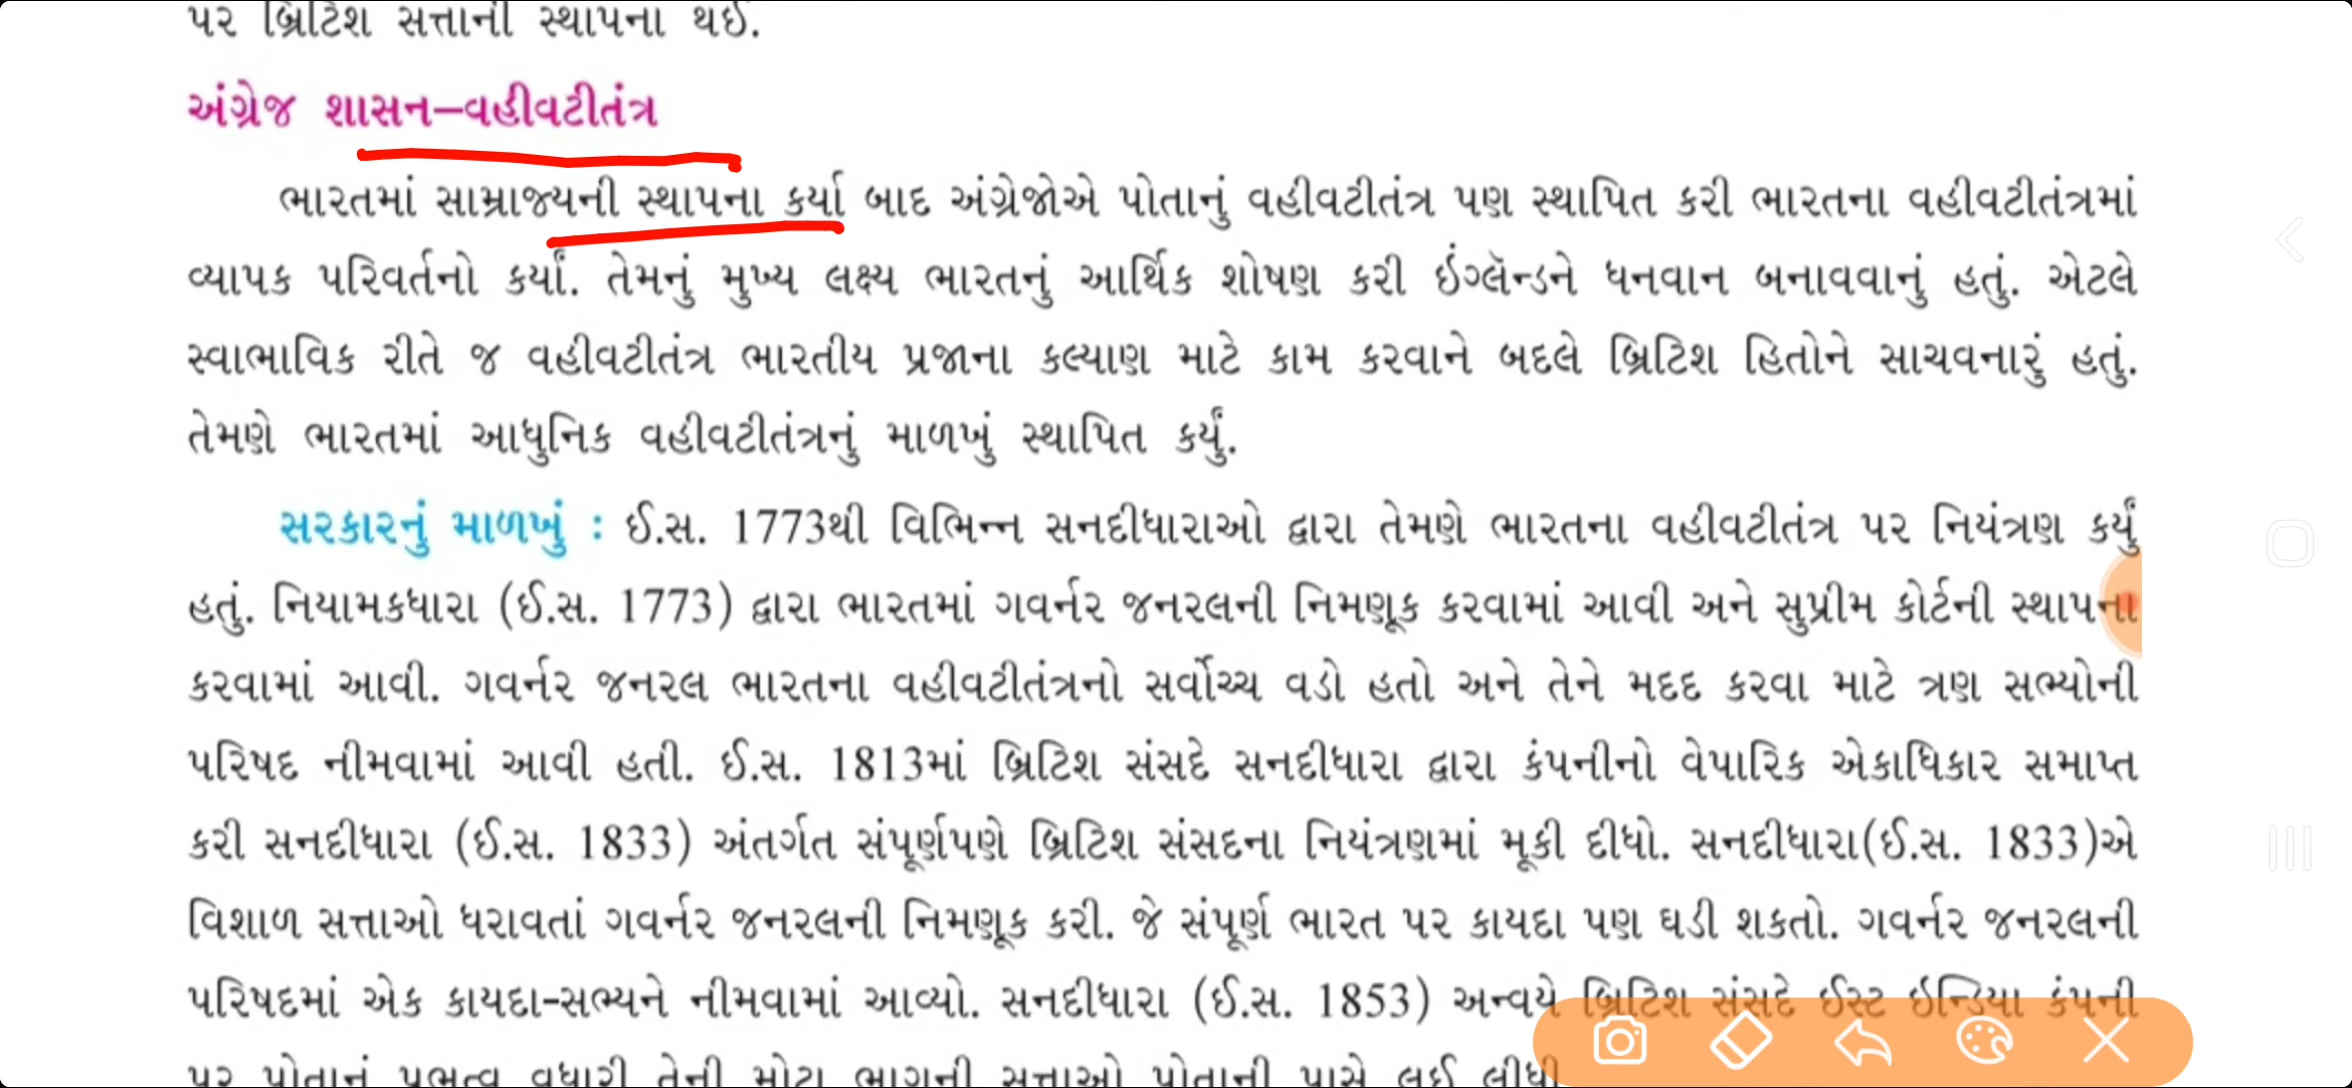 પર બ્રિટિશ સત્તાની સ્થાપના થઈ.
અંગ્રેજ શાસન–વહીવટીતંત્ર
ભારતમાં સામ્રાજ્યની સ્થાપના કર્યા બાદ અંગ્રેજોએ પોતાનું વહીવટીતંત્ર પણ સ્થાપિત કરી ભારતના વહીવટીતંત્રમાં
વ્યાપક પરિવર્તનો કર્યાં. તેમનું મુખ્ય લક્ષ્ય ભારતનું આર્થિક શોષણ કરી ઇંગ્લૅન્ડને ધનવાન બનાવવાનું હતું. એટલે
સ્વાભાવિક રીતે જ વહીવટીતંત્ર ભારતીય પ્રજાના કલ્યાણ માટે કામ કરવાને બદલે બ્રિટિશ હિતોને સાચવનારું હતું.
તેમણે ભારતમાં આધુનિક વહીવટીતંત્રનું માળખું સ્થાપિત કર્યું.
સરકારનું માળખું : ઈ.સ. 1773થી વિભિન્ન સનદીધારાઓ દ્વારા તેમણે ભારતના વહીવટીતંત્ર પર નિયંત્રણ કર્યું
હતું. નિયામકધારા (ઈ.સ. 1773) દ્વારા ભારતમાં ગવર્નર જનરલની નિમણૂક કરવામાં આવી અને સુપ્રીમ કોર્ટની સ્થાપના
કરવામાં આવી. ગવર્નર જનરલ ભારતના વહીવટીતંત્રનો સર્વોચ્ચ વડો હતો અને તેને મદદ કરવા માટે ત્રણ સભ્યોની
પરિષદ નીમવામાં આવી હતી. ઈ.સ. 1813માં બ્રિટિશ સંસદે સનદીધારા દ્વારા કંપનીનો વેપારિક એકાધિકાર સમાપ્ત
કરી સનદીધારા (ઈ.સ. 1833) અંતર્ગત સંપૂર્ણપણે બ્રિટિશ સંસદના નિયંત્રણમાં મૂકી દીધો. સનદીધારા(ઈ.સ. 1833)એ
વિશાળ સત્તાઓ ધરાવતાં ગવર્નર જનરલની નિમણૂક કરી. જે સંપૂર્ણ ભારત પર કાયદા પણ ઘડી શકતો. ગવર્નર જનરલની
પરિષદમાં એક કાયદા-સભ્યને નીમવામાં આવ્યો. સનદીધારા (ઈ.સ. 1853) અન્વયે બ્રિટિશ સંસદે ઈસ્ટ ઇન્ડિયા કંપની
પર પોતાનું પ્રભુત્વ વધારી તેની મોટા ભાગની સત્તાઓ પોતાની પાસે લઈ લીધી